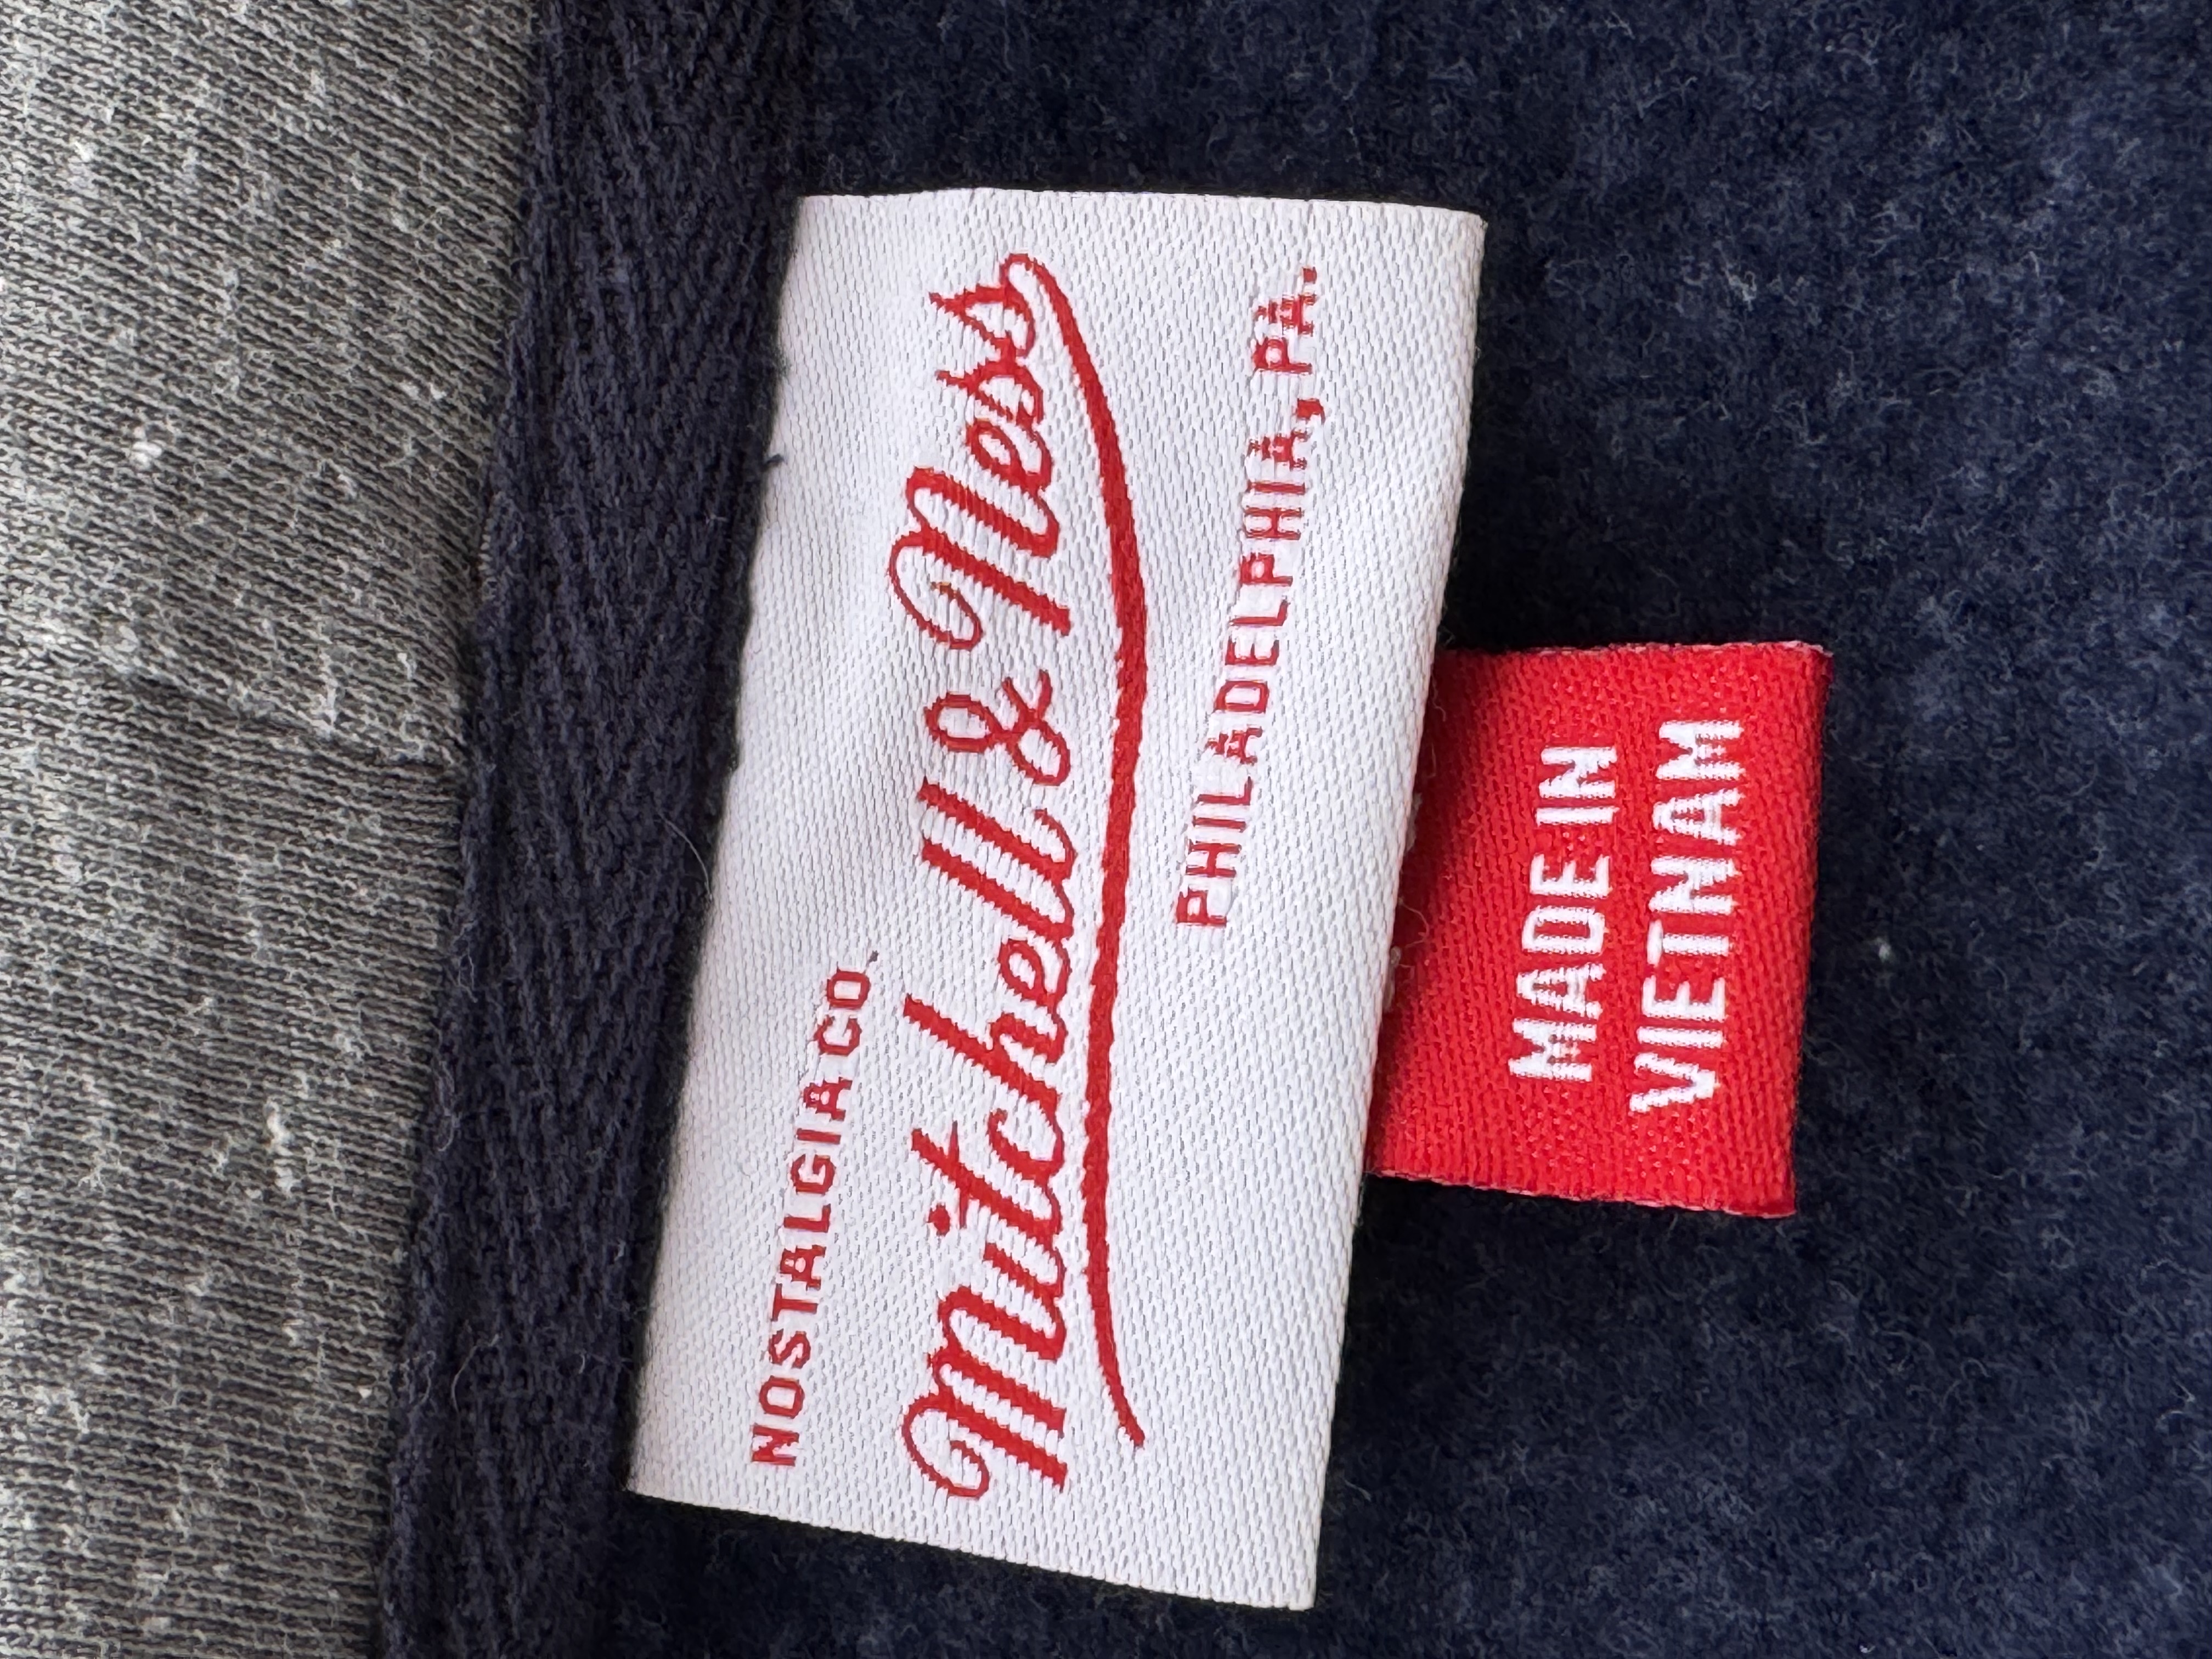 NOSTALGIA CO.
Mitchell & Ness
PHILADELPHIA, PA.
MADE IN
VIETNAM